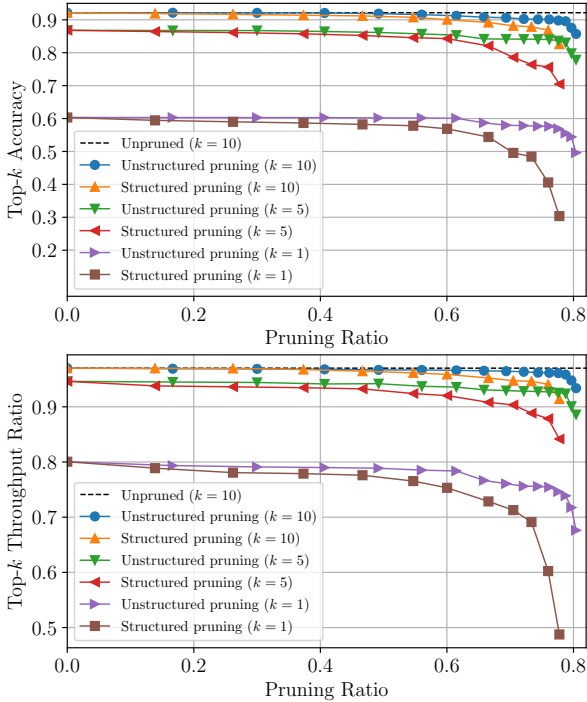 0.9
0.8
0.7
0.6
0.5
0.4
0.3
0.2
Top-k Accuracy
Unpruned (k = 10)
Unstructured pruning (k = 10)
Structured pruning (k = 10)
Unstructured pruning (k = 5)
Structured pruning (k = 5)
Unstructured pruning (k = 1)
Structured pruning (k = 1)
0.0 0.2 0.4 0.6 0.8
Pruning Ratio
0.9
0.8
0.7
0.6
0.5
Top-k Throughput Ratio
Unpruned (k = 10)
Unstructured pruning (k = 10)
Structured pruning (k = 10)
Unstructured pruning (k = 5)
Structured pruning (k = 5)
Unstructured pruning (k = 1)
Structured pruning (k = 1)
0.0 0.2 0.4 0.6 0.8
Pruning Ratio